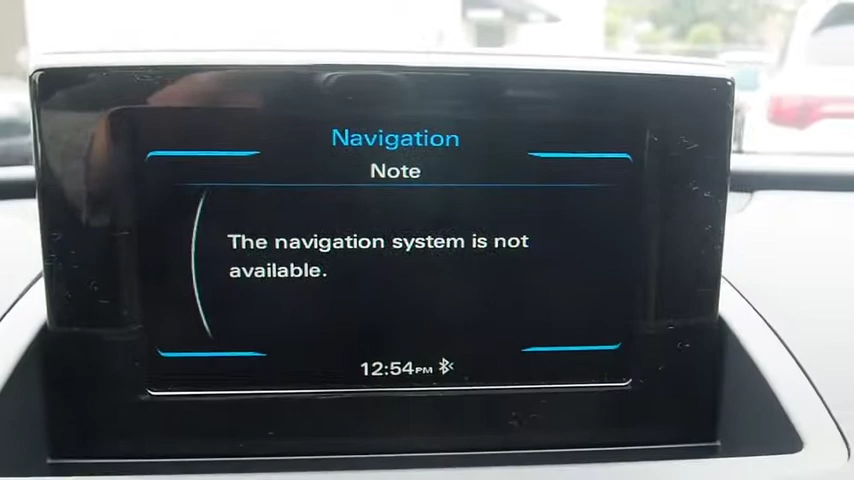 Navigation
Note
The navigation system is not
available.
12:54PM